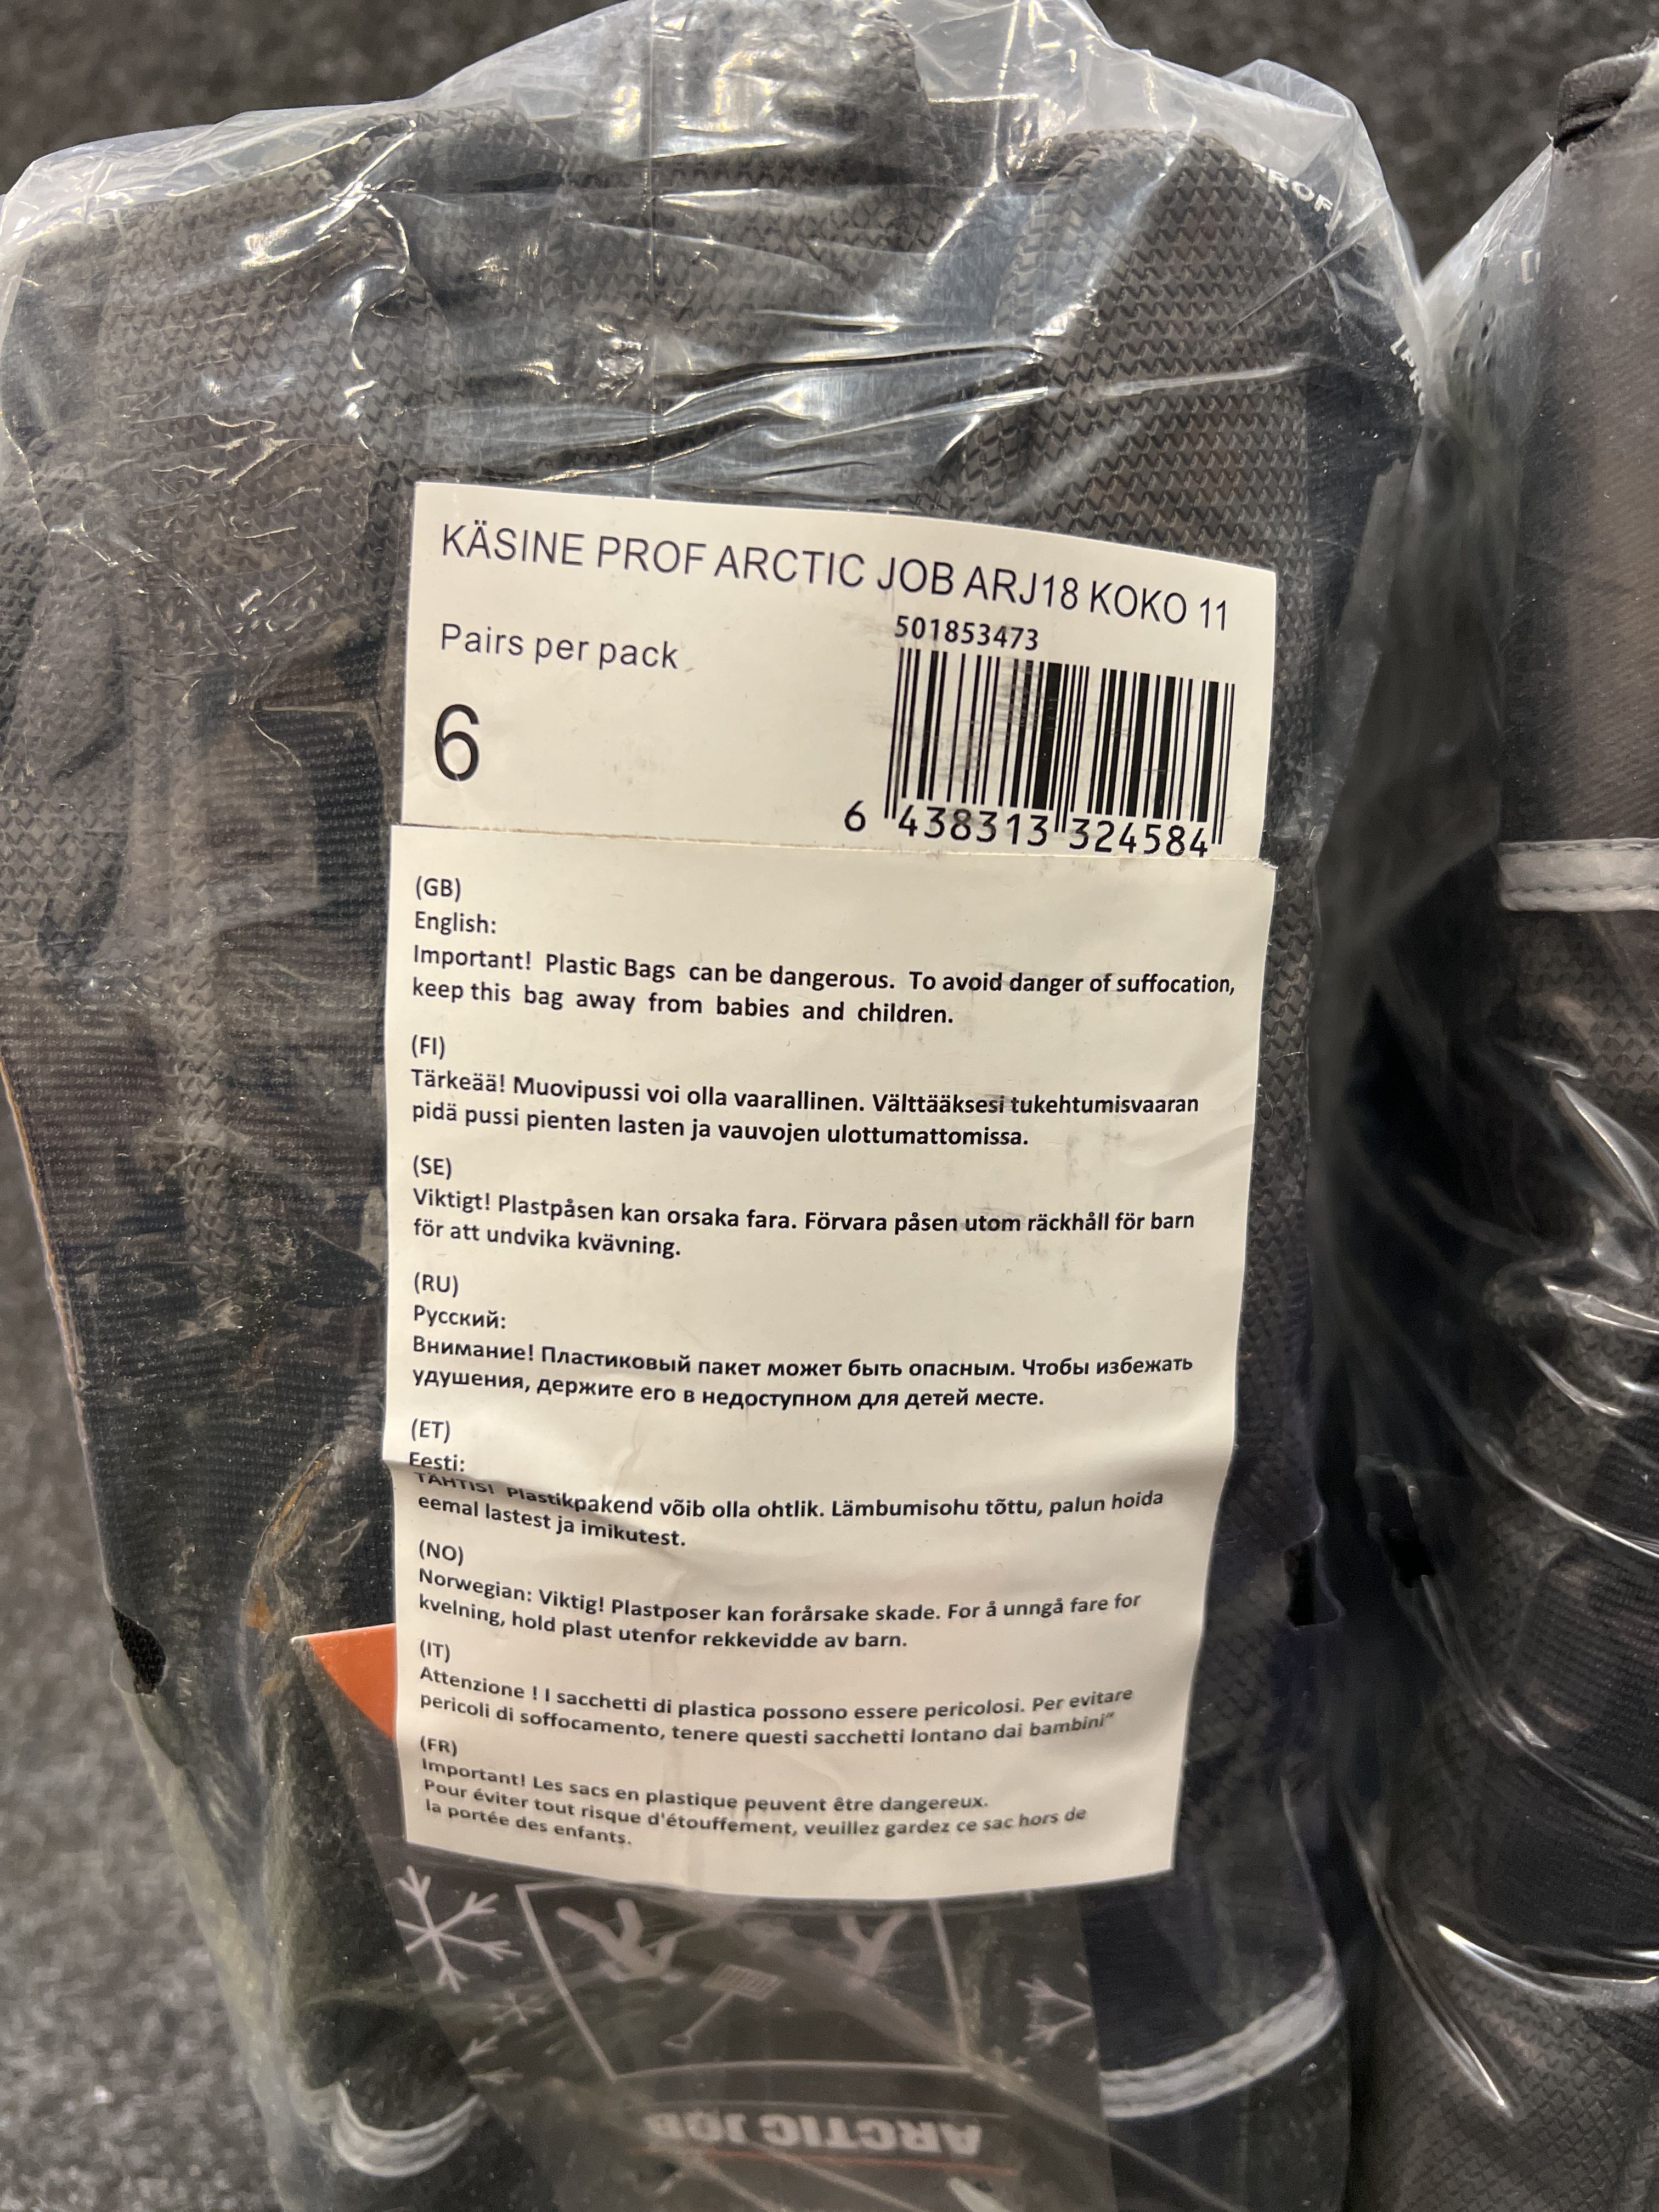 PROF
KÄSINE PROF ARCTIC JOB ARJ18 KOKO 11
501853473
Pairs per pack
6
6 438313 324584
(GB)
English:
Important! Plastic Bags can be dangerous. To avoid danger of suffocation,
keep this bag away from babies and children.
(FI)
Tärkeää! Muovipussi voi olla vaarallinen. Välttääksesi tukehtumisvaaran
pidä pussi pienten lasten ja vauvojen ulottumattomissa.
(SE)
Viktigt! Plastpåsen kan orsaka fara. Förvara påsen utom räckhåll för barn
för att undvika kvävning.
(RU)
Русский:
Внимание! Пластиковый пакет может быть опасным. Чтобы избежать
удушения, держите его в недоступном для детей месте.
(ET)
Eesti:
TÄHTIS! Plastikpakend võib olla ohtlik. Lämbumisohu tõttu, palun hoida
eemal lastest ja imikutest.
(NO)
Norwegian: Viktig! Plastposer kan forårsake skade. For å unngå fare for
kvelning, hold plast utenfor rekkevidde av barn.
(IT)
Attenzione ! I sacchetti di plastica possono essere pericolosi. Per evitare
pericoli di soffocamento, tenere questi sacchetti lontano dai bambini"
(FR)
Important! Les sacs en plastique peuvent être dangereux.
Pour éviter tout risque d'étouffement, veuillez gardez ce sac hors de
la portée des enfants.
ARCTIC JOB